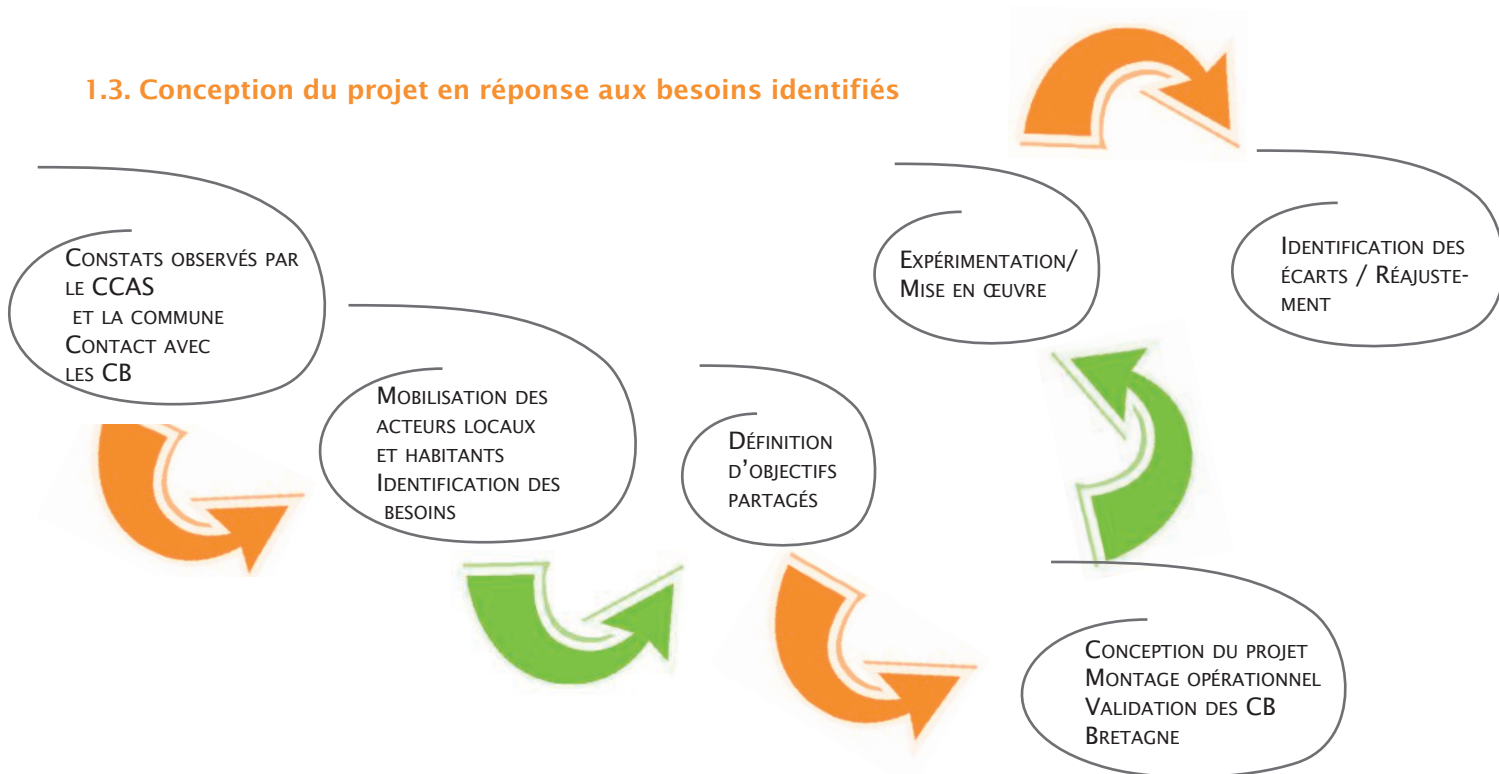 1.3. Conception du projet en réponse aux besoins identifiés
Constats observés par
le CCAS
et la commune
Contact avec
les CB
Mobilisation des
acteurs locaux
et habitants
Identification des
besoins
Définition
d'objectifs
partagés
Conception du projet
Montage opérationnel
Validation des CB
Bretagne
Expérimentation/
Mise en œuvre
Identification des
écarts / Réajuste-
ment